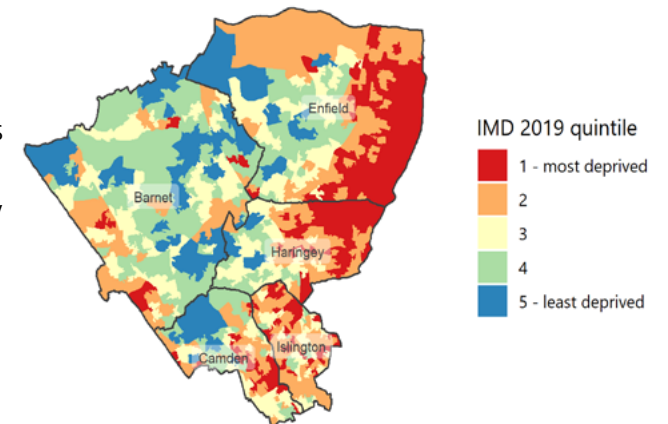 s
y
Enfield
Barnet
Haringey
Islington
Camden
IMD 2019 quintile
1 - most deprived
2
3
4
5 - least deprived